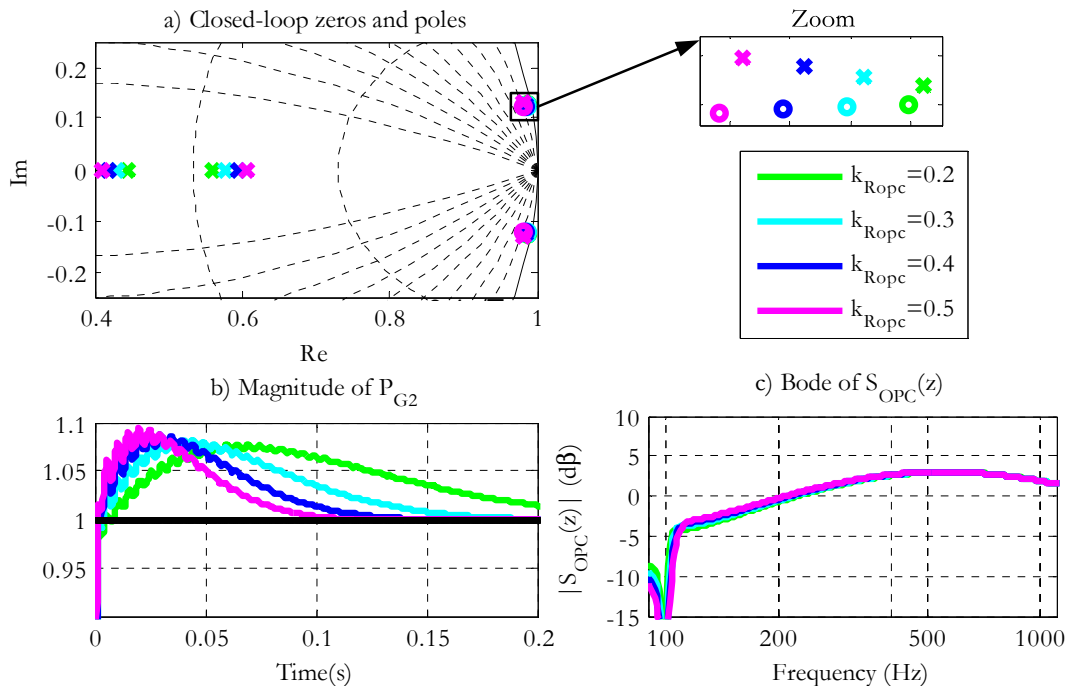 a) Closed-loop zeros and poles
Zoom
0.2
0.1
0
-0.1
-0.2
Im
0.4
0.6
0.8
1
Re
k_Ropc=0.2
k_Ropc=0.3
k_Ropc=0.4
k_Ropc=0.5
b) Magnitude of P_G2
1.1
1.05
1
0.95
0
0.05
0.1
0.15
0.2
Time(s)
c) Bode of S_OPC(z)
| S_OPC(z) | (dβ)
10
5
0
-5
-10
-15
100
200
500
1000
Frequency (Hz)